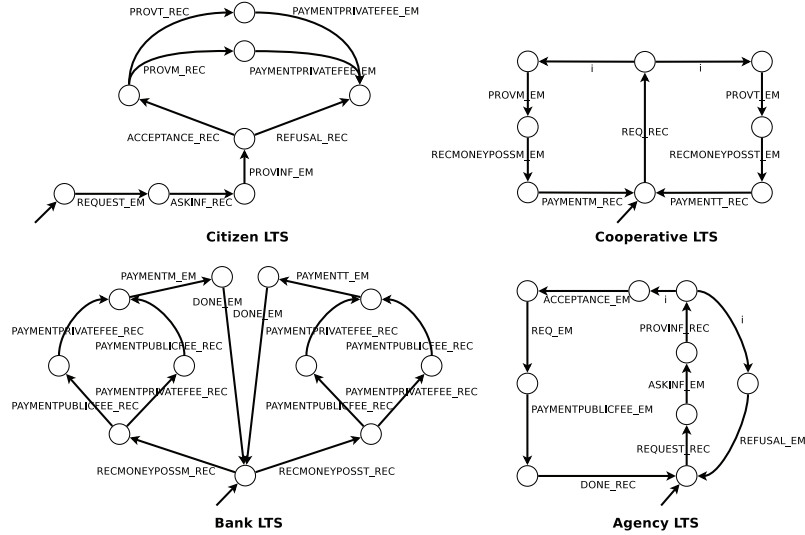 PROVT_REC
PAYMENTPRIVATEFEE_EM
PROVM_REC
PAYMENTPRIVATEFEE_EM
ACCEPTANCE_REC
REFUSAL_REC
PROVINF_EM
REQUEST_EM
ASKINF_REC
Citizen LTS
i
i
PROVM_EM
PROVT_EM
REQ_REC
RECMONEYPOSSM_EM
RECMONEYPOSST_EM
PAYMENTM_REC
PAYMENTT_REC
Cooperative LTS
PAYMENTM_EM
PAYMENTT_EM
DONE_EM
DONE_EM
PAYMENTPRIVATEFEE_REC
PAYMENTPUBLICFEE_REC
PAYMENTPRIVATEFEE_REC
PAYMENTPUBLICFEE_REC
PAYMENTPUBLICFEE_REC
PAYMENTPRIVATEFEE_REC
PAYMENTPUBLICFEE_REC
PAYMENTPRIVATEFEE_REC
RECMONEYPOSSM_REC
RECMONEYPOSST_REC
Bank LTS
ACCEPTANCE_EM
i
i
REQ_EM
PROVINF_REC
ASKINF_EM
PAYMENTPUBLICFEE_EM
REQUEST_REC
REFUSAL_EM
DONE_REC
Agency LTS